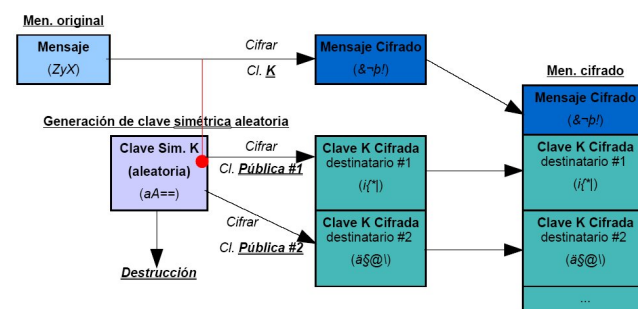 Men. original
Mensaje
(ZyX)
Cifrar
Cl. K
Mensaje Cifrado
(&¬þ!)
Men. cifrado
Mensaje Cifrado
(&¬þ!)
Generación de clave simétrica aleatoria
Clave Sim. K
(aleatoria)
(aA==)
Cifrar
Cl. Pública #1
Clave K Cifrada
destinatario #1
(i{*|)
Clave K Cifrada
destinatario #1
(i{*|)
Cifrar
Cl. Pública #2
Clave K Cifrada
destinatario #2
(ä§@\)
Clave K Cifrada
destinatario #2
(ä§@\)
Destrucción
...